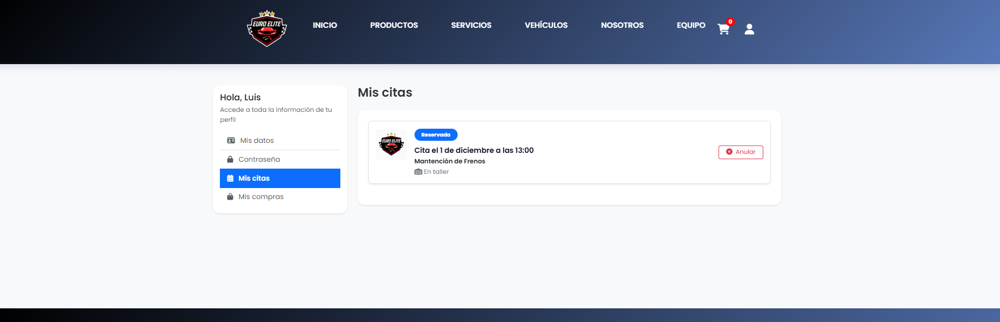 EURO ELITE
INICIO
PRODUCTOS
SERVICIOS
VEHÍCULOS
NOSOTROS
EQUIPO
0
Hola, Luis
Accede a toda la información de tu
perfil
Mis datos
Contraseña
Mis citas
Mis compras
Mis citas
EURO ELITE
Reservada
Cita el 1 de diciembre a las 13:00
Mantención de Frenos
En taller
Anular